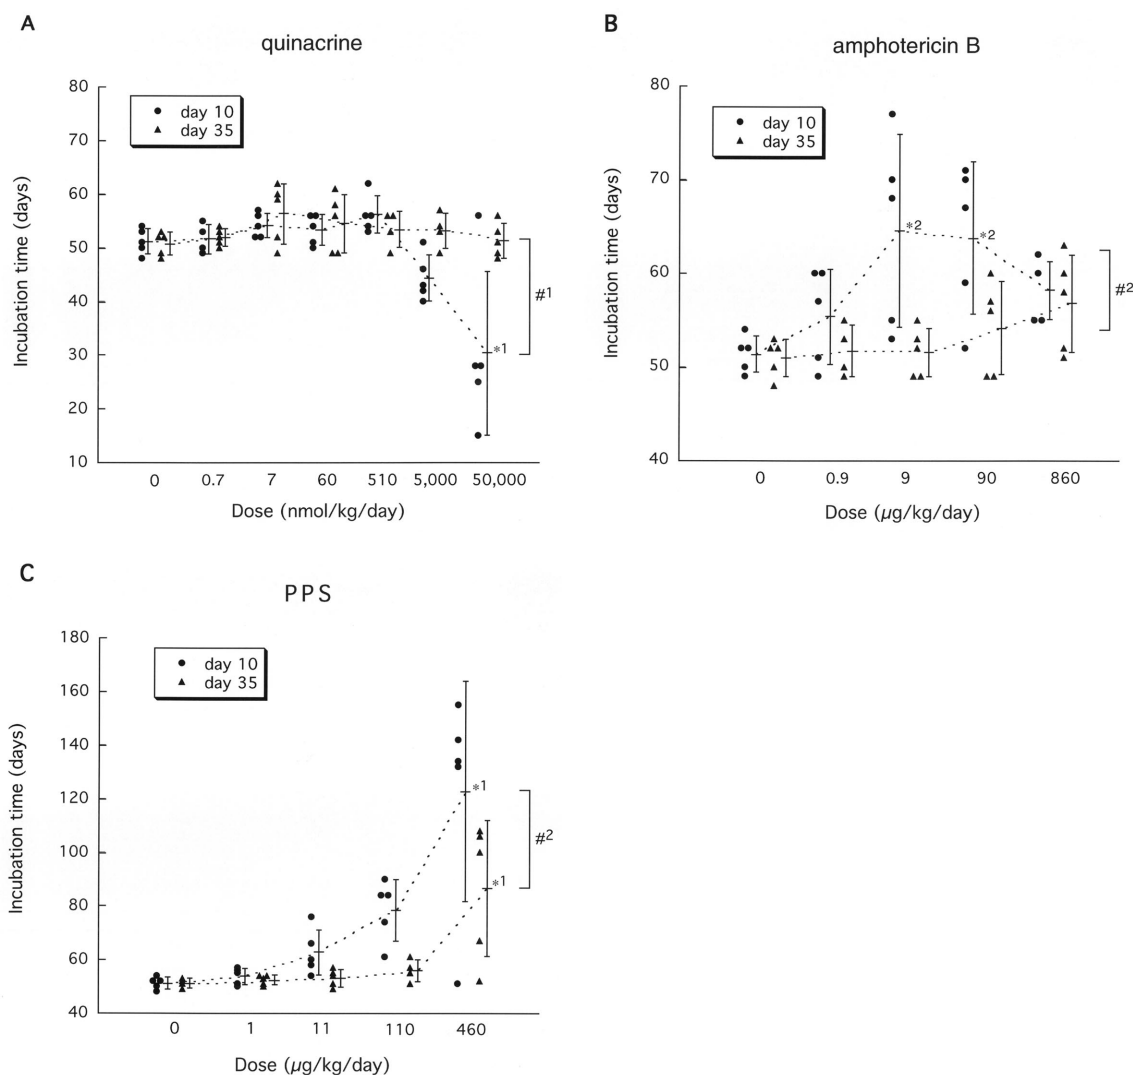 A
quinacrine
80
70
60
50
40
30
20
10
Incubation time (days)
day 10
day 35
#1
*1
0 0.7 7 60 510 5,000 50,000
Dose (nmol/kg/day)
B
amphotericin B
80
70
60
50
40
Incubation time (days)
day 10
day 35
*2
*2
#2
0 0.9 9 90 860
Dose (µg/kg/day)
C
PPS
180
160
140
120
100
80
60
40
Incubation time (days)
day 10
day 35
*1
#2
*1
0 1 11 110 460
Dose (µg/kg/day)